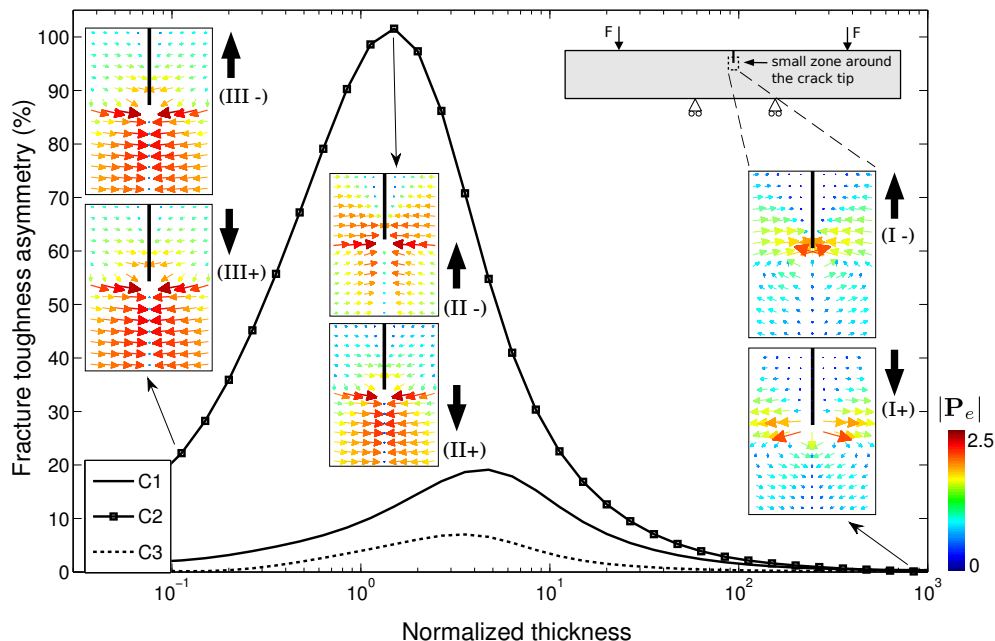 Fracture toughness asymmetry (%)
100
90
80
70
60
50
40
30
20
10
0
(III -)
(III+)
(II -)
(II+)
F
F
small zone around
the crack tip
(I -)
(I+)
|Pₑ|
2.5
0
C1
C2
C3
10⁻¹
10⁰
10¹
10²
10³
Normalized thickness